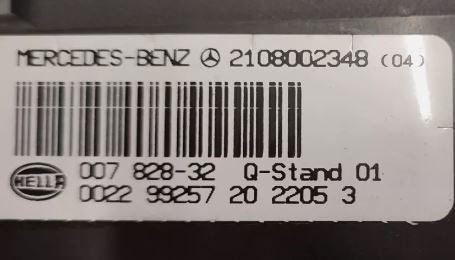 MERCEDES-BENZ 2108002348 (04)
HELLA 007 828-32 Q-Stand 01
0022 99257 20 2205 3